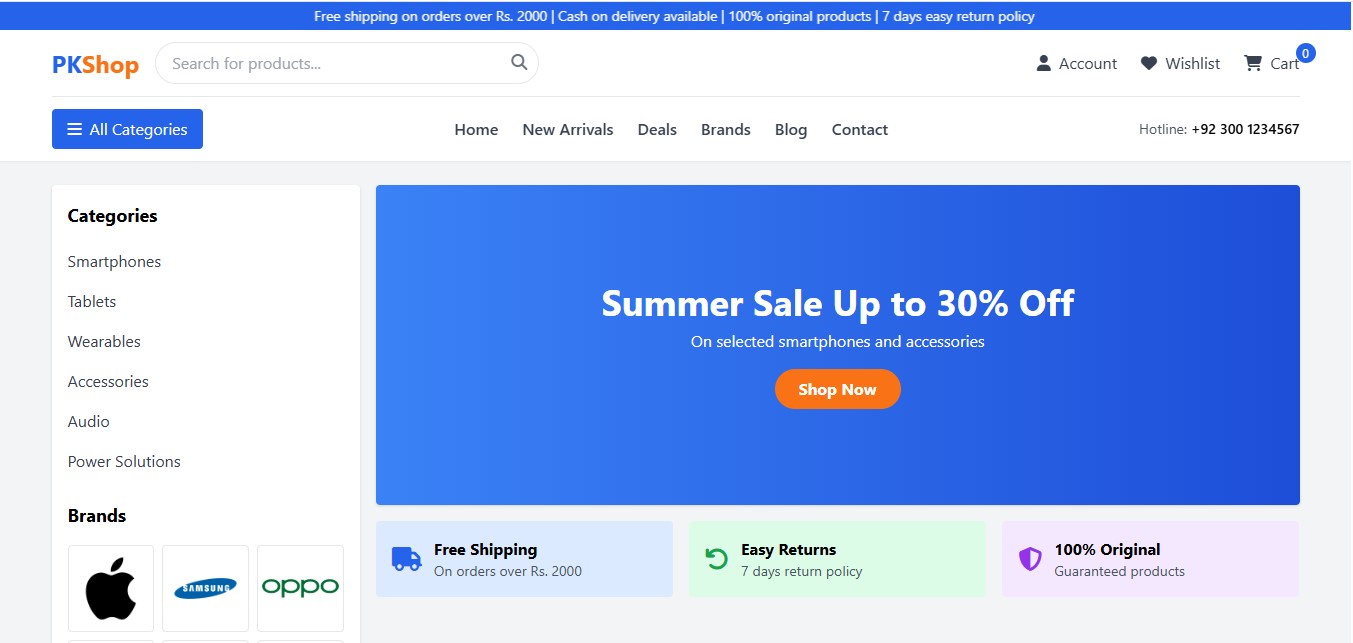 Free shipping on orders over Rs. 2000 | Cash on delivery available | 100% original products | 7 days easy return policy
PKShop
Search for products...
Account
Wishlist
Cart
0
All Categories
Home
New Arrivals
Deals
Brands
Blog
Contact
Hotline: +92 300 1234567
Categories
Smartphones
Tablets
Wearables
Accessories
Audio
Power Solutions
Brands
SAMSUNG
oppo
Summer Sale Up to 30% Off
On selected smartphones and accessories
Shop Now
Free Shipping
On orders over Rs. 2000
Easy Returns
7 days return policy
100% Original
Guaranteed products